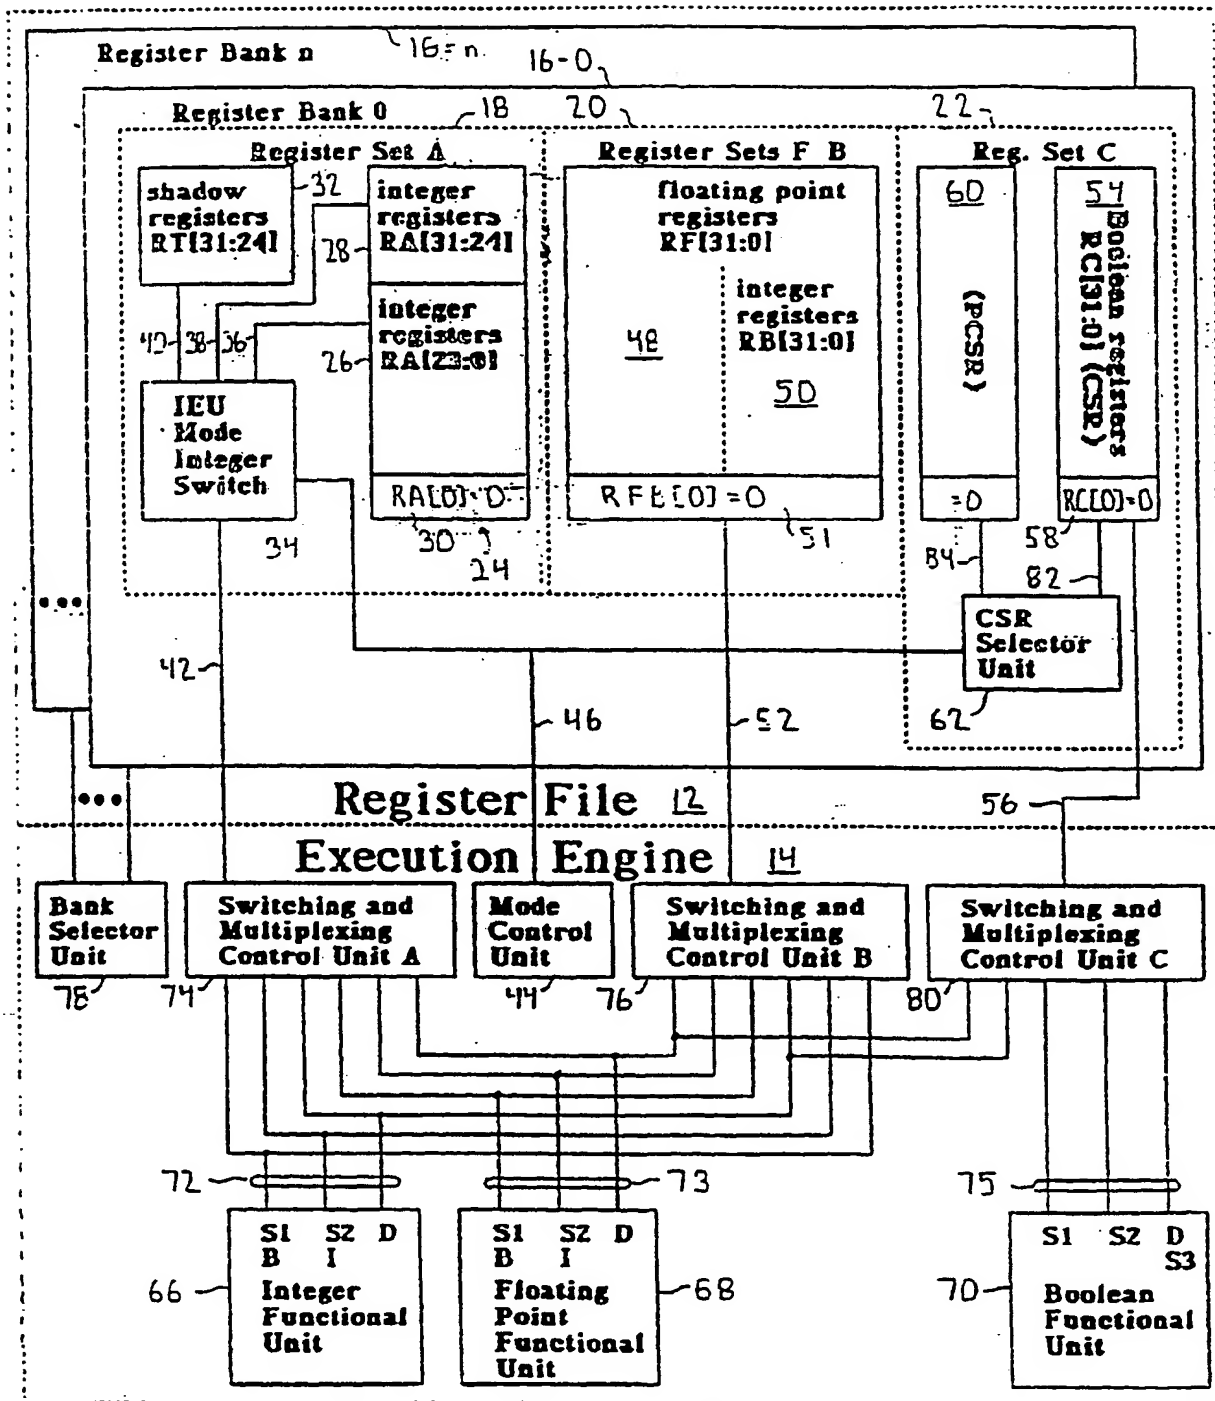 Register Bank n
16-n
16-0
Register Bank 0
18
20
22
Register Set A
Register Sets F B
Reg. Set C
shadow
registers
RT[31:24]
32
integer
registers
RA[31:24]
28
floating point
registers
RF[31:0]
60
(PCSR)
54
Boolean registers
RC[31:0] (CSR)
40
38
36
integer
registers
RA[23:0]
26
48
integer
registers
RB[31:0]
50
IEU
Mode
Integer
Switch
34
RA[0]=0
30
24
RFB[0]=0
51
=0
RC[0]=0
58
84
82
CSR
Selector
Unit
62
•••
42
46
52
56
•••
Register File 12
Execution Engine 14
Bank
Selector
Unit
78
Switching and
Multiplexing
Control Unit A
74
Mode
Control
Unit
44
Switching and
Multiplexing
Control Unit B
76
Switching and
Multiplexing
Control Unit C
80
72
73
75
S1 S2 D
B I
Integer
Functional
Unit
66
S1 S2 D
B I
Floating
Point
Functional
Unit
68
S1 S2 D
S3
Boolean
Functional
Unit
70